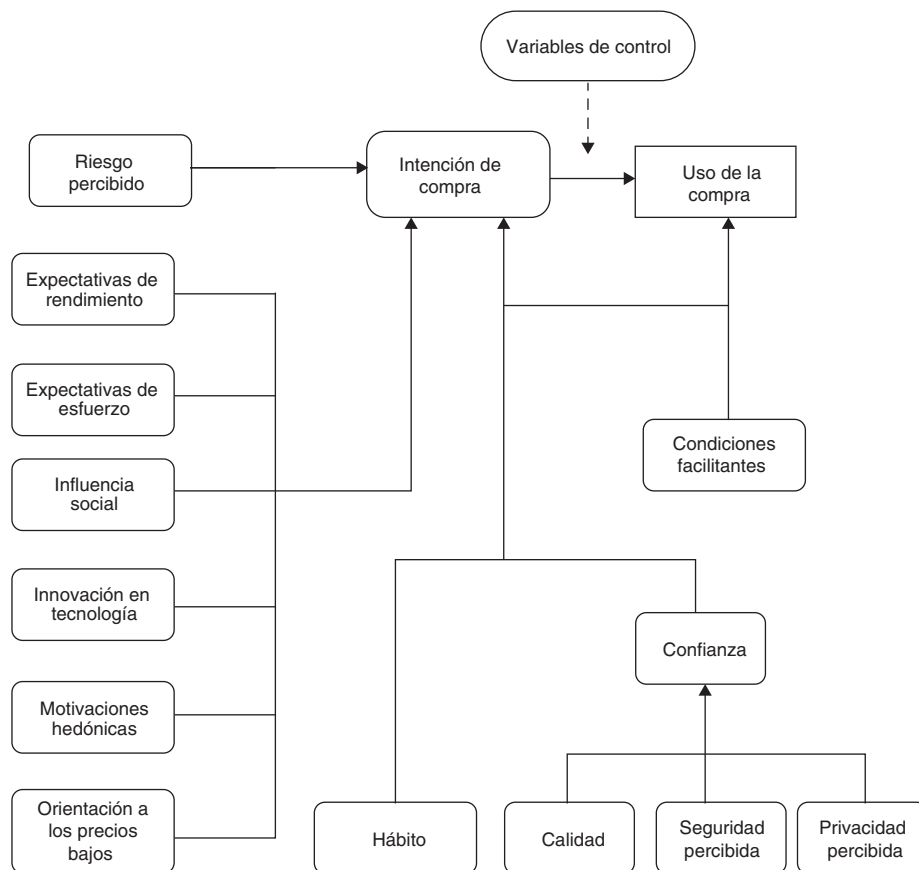 Variables de control
Riesgo
percibido
Intención de
compra
Uso de la
compra
Expectativas de
rendimiento
Expectativas de
esfuerzo
Influencia
social
Innovación en
tecnología
Motivaciones
hedónicas
Orientación a
los precios
bajos
Condiciones
facilitantes
Confianza
Hábito
Calidad
Seguridad
percibida
Privacidad
percibida